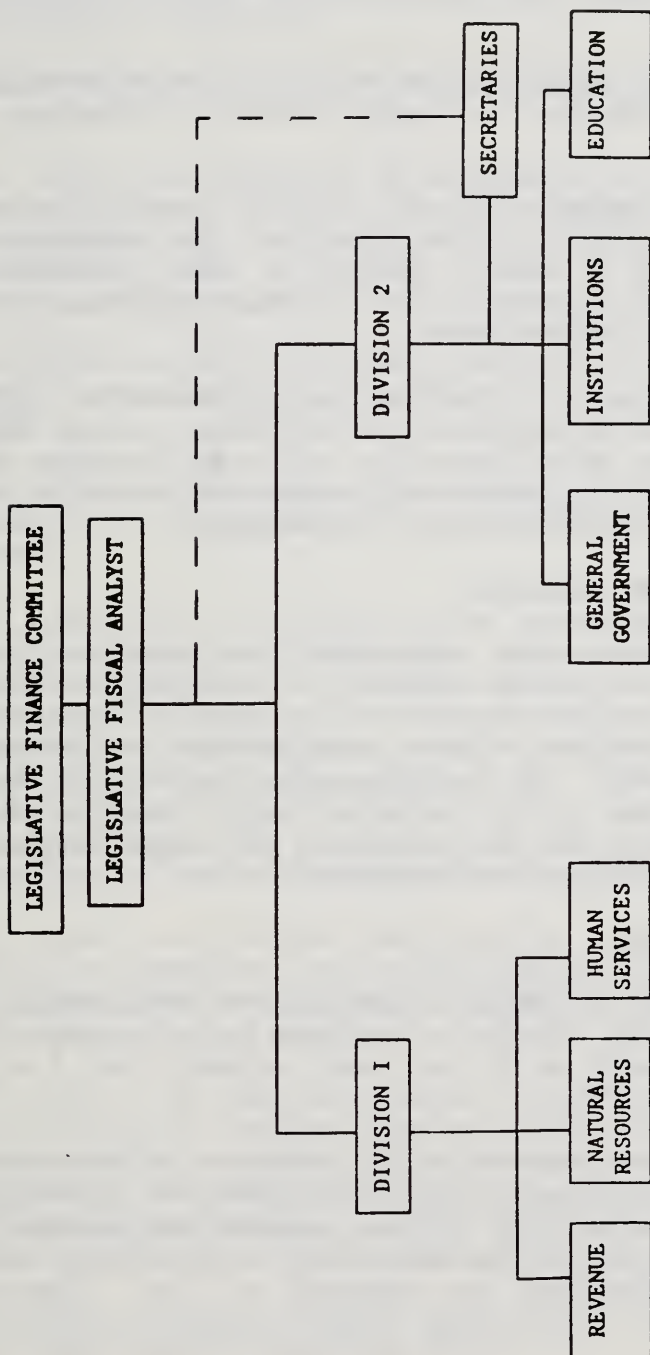 LEGISLATIVE FINANCE COMMITTEE
LEGISLATIVE FISCAL ANALYST
DIVISION 1
DIVISION 2
SECRETARIES
REVENUE
NATURAL
RESOURCES
HUMAN
SERVICES
GENERAL
GOVERNMENT
INSTITUTIONS
EDUCATION